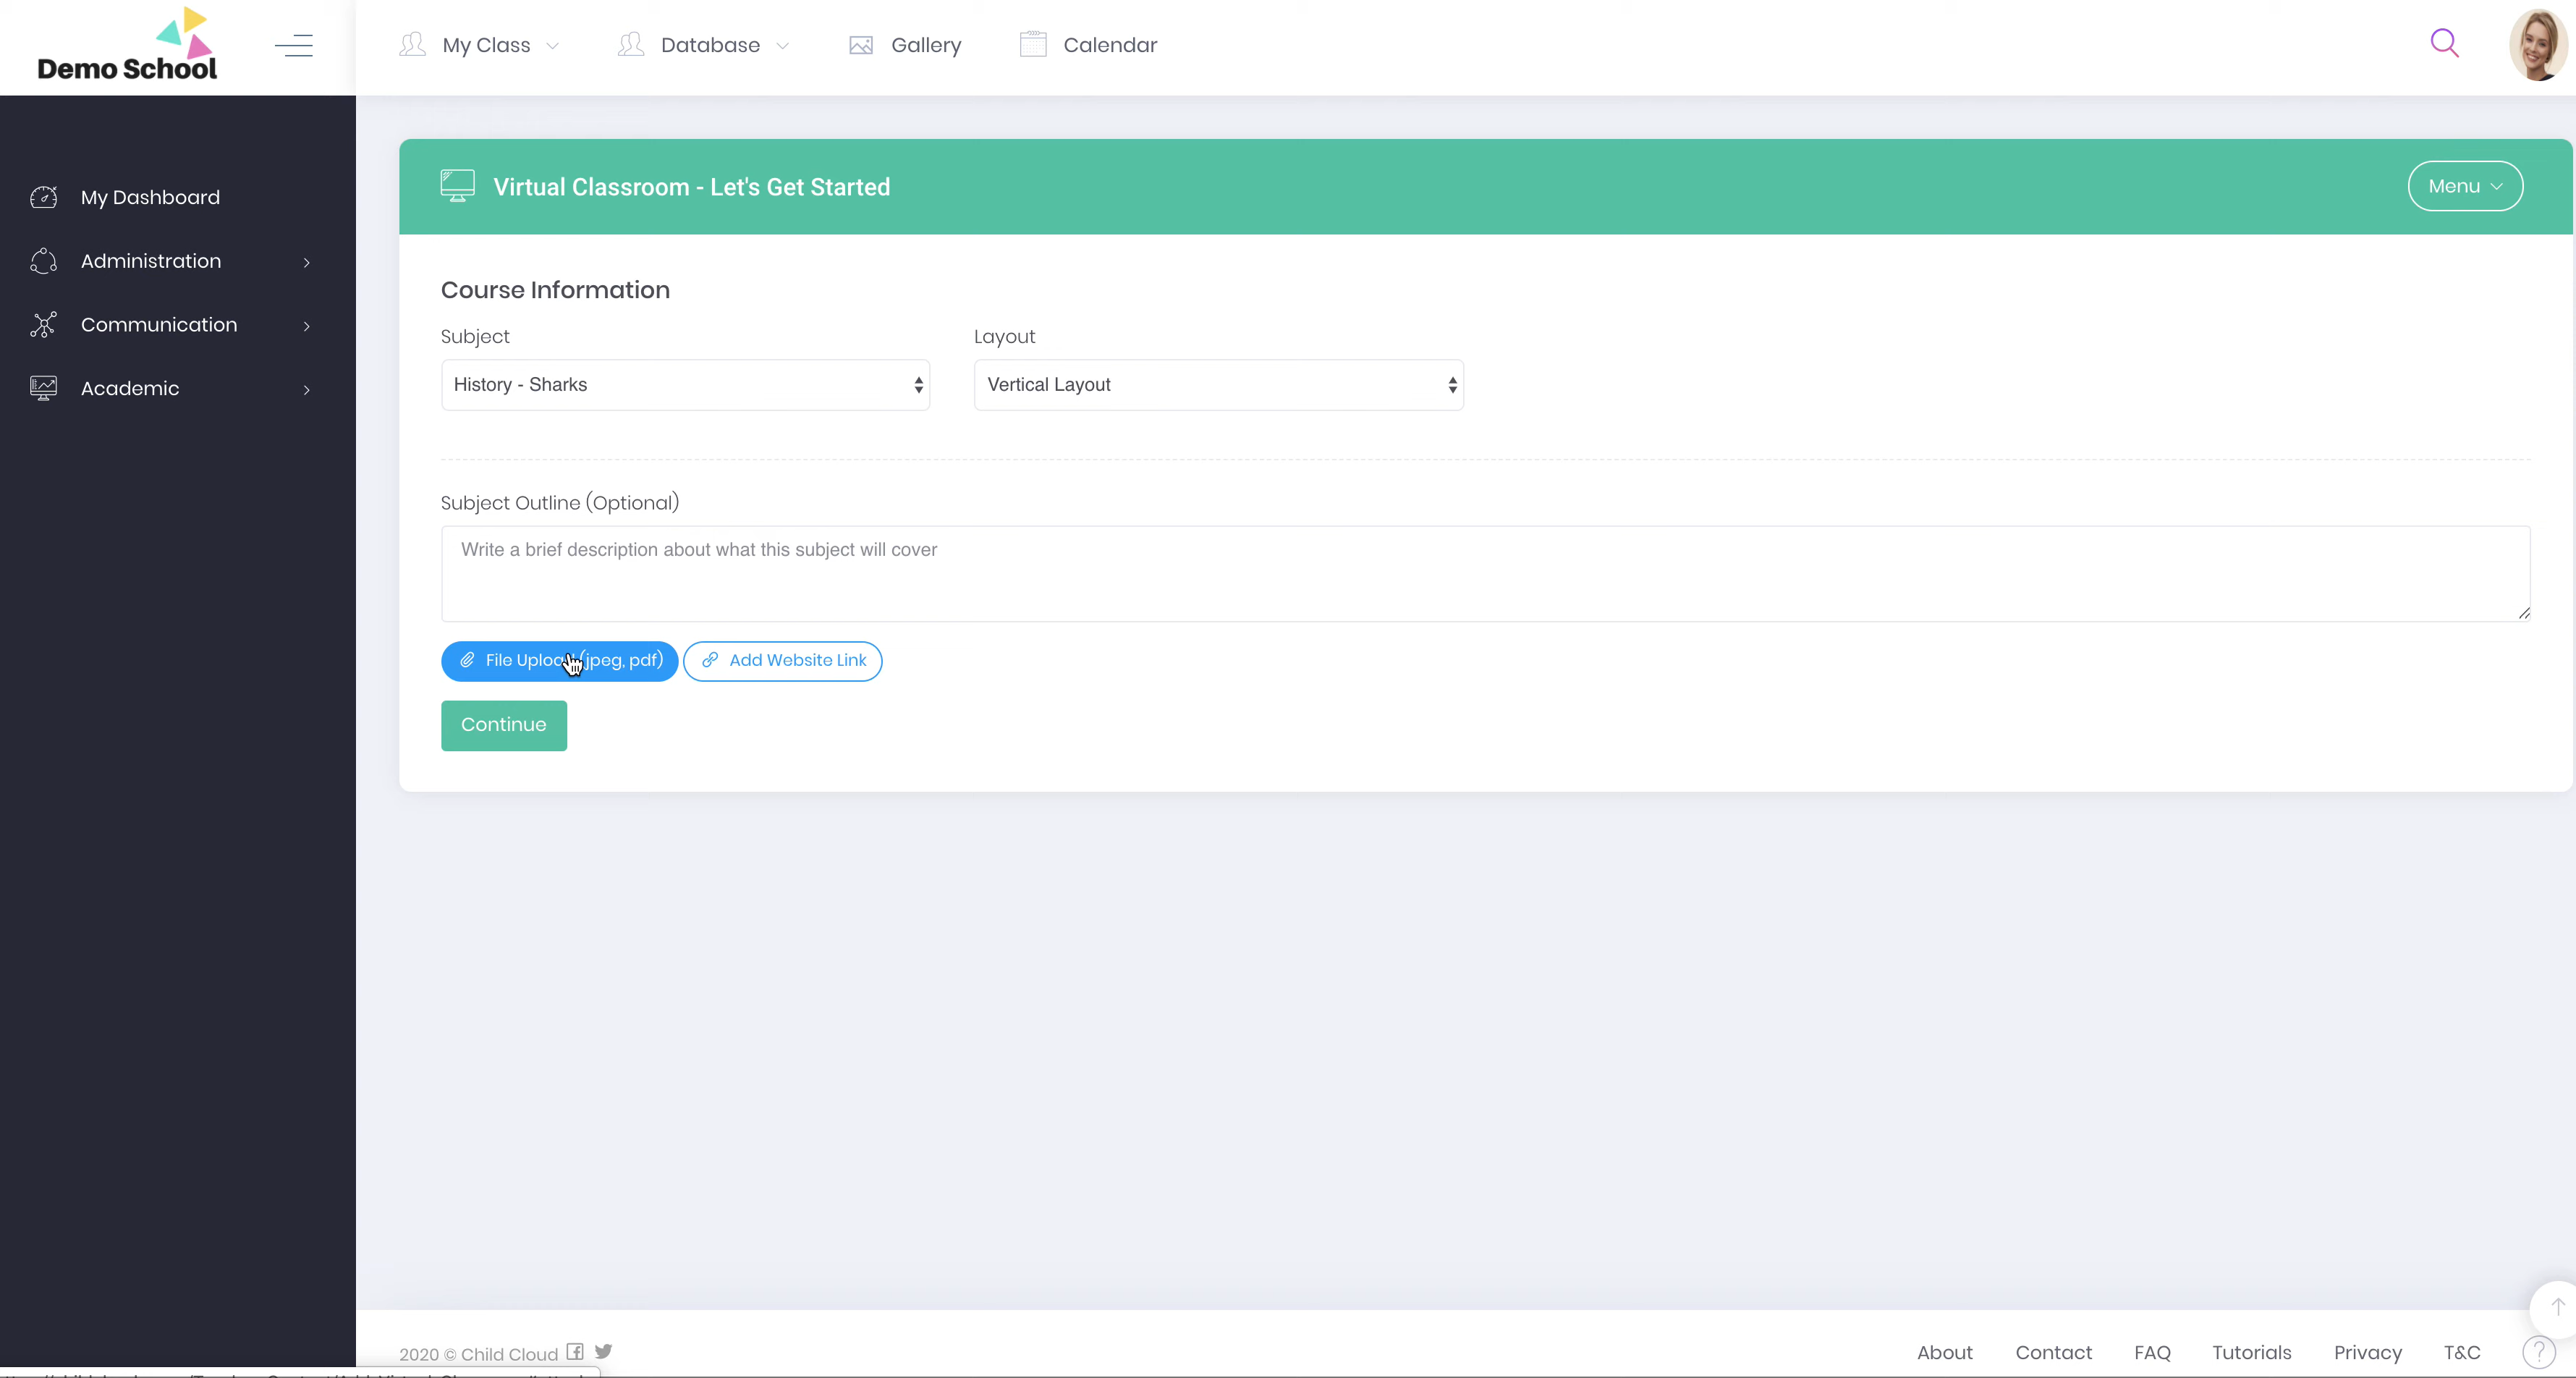 Demo School
My Class
Database
Gallery
Calendar
My Dashboard
Administration
Communication
Academic
Virtual Classroom - Let's Get Started
Menu
Course Information
Subject
Layout
History - Sharks
Vertical Layout
Subject Outline (Optional)
Write a brief description about what this subject will cover
File Upload (jpeg, pdf)
Add Website Link
Continue
2020 © Child Cloud
About
Contact
FAQ
Tutorials
Privacy
T&C
?